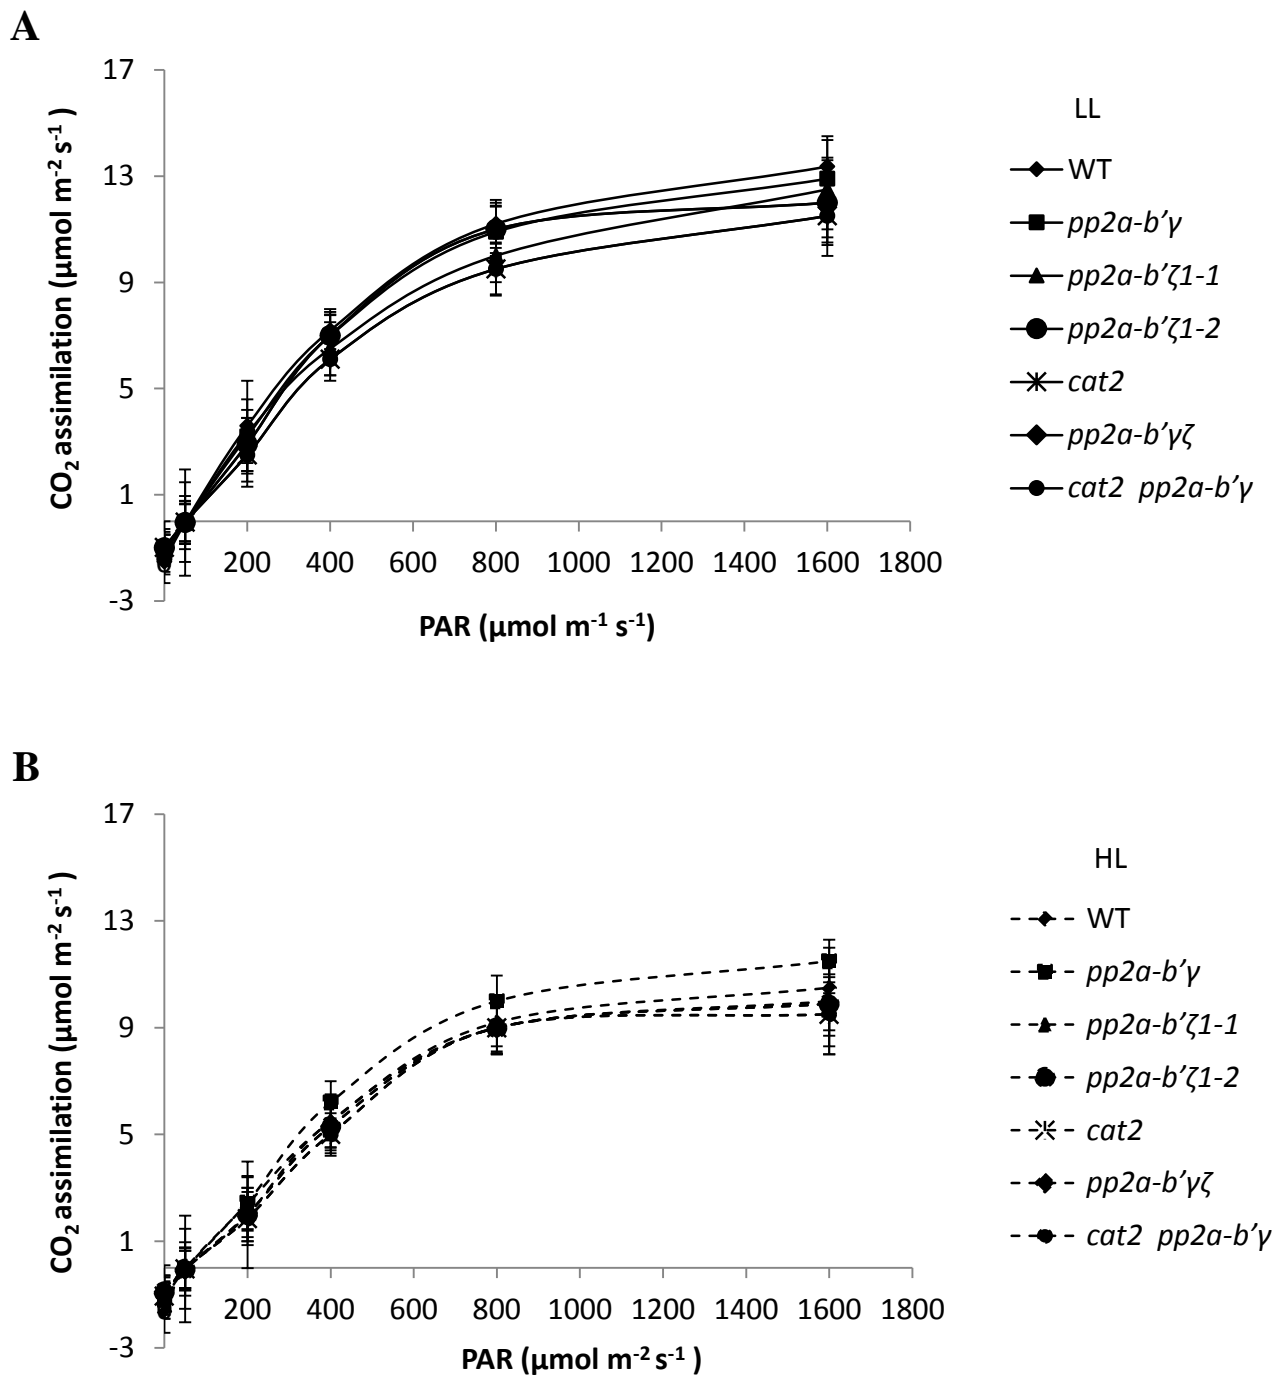 A
17
13
9
5
1
-3
CO₂ assimilation (µmol m⁻² s⁻¹ )
200 400 600 800 1000 1200 1400 1600 1800
PAR (µmol m⁻¹ s⁻¹)
LL
WT
pp2a-b’γ
pp2a-b’ζ1-1
pp2a-b’ζ1-2
cat2
pp2a-b’γζ
cat2 pp2a-b’γ
B
17
13
9
5
1
-3
CO₂ assimilation (µmol m⁻² s⁻¹ )
200 400 600 800 1000 1200 1400 1600 1800
PAR (µmol m⁻² s⁻¹ )
HL
WT
pp2a-b’γ
pp2a-b’ζ1-1
pp2a-b’ζ1-2
cat2
pp2a-b’γζ
cat2 pp2a-b’γ